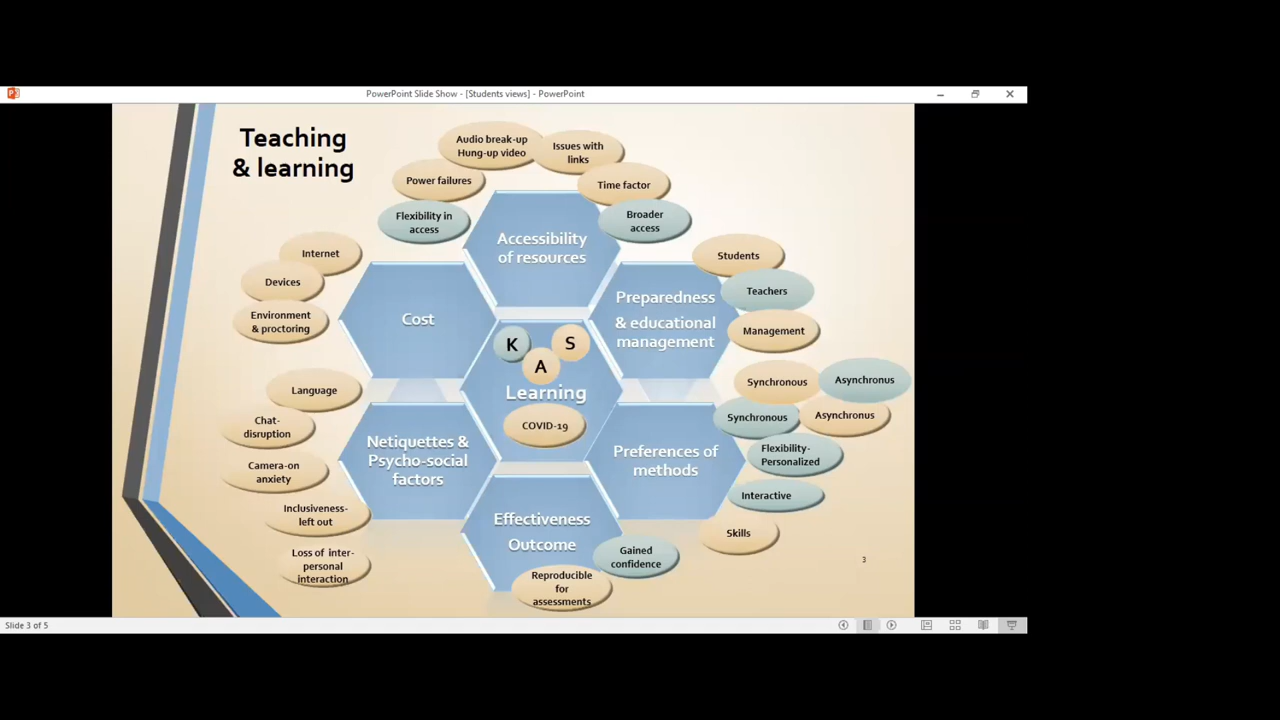 PowerPoint Slide Show - [Students views] - PowerPoint
Teaching
& learning
Audio break-up
Hung-up video
Issues with
links
Power failures
Time factor
Flexibility in
access
Broader
access
Accessibility
of resources
Internet
Devices
Environment
& proctoring
Cost
Students
Teachers
Management
Preparedness
& educational
management
K
S
A
Learning
COVID-19
Language
Chat-
disruption
Camera-on
anxiety
Inclusiveness-
left out
Loss of inter-
personal
interaction
Netiquettes &
Psycho-social
factors
Synchronous
Asynchronus
Synchronous
Asynchronus
Flexibility-
Personalized
Interactive
Skills
Preferences of
methods
Effectiveness
Outcome
Gained
confidence
Reproducible
for
assessments
3
Slide 3 of 5